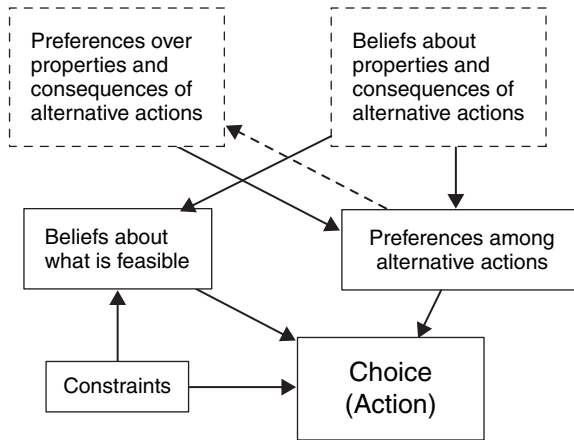 Preferences over
properties and
consequences of
alternative actions
Beliefs about
properties and
consequences of
alternative actions
Beliefs about
what is feasible
Preferences among
alternative actions
Constraints
Choice
(Action)